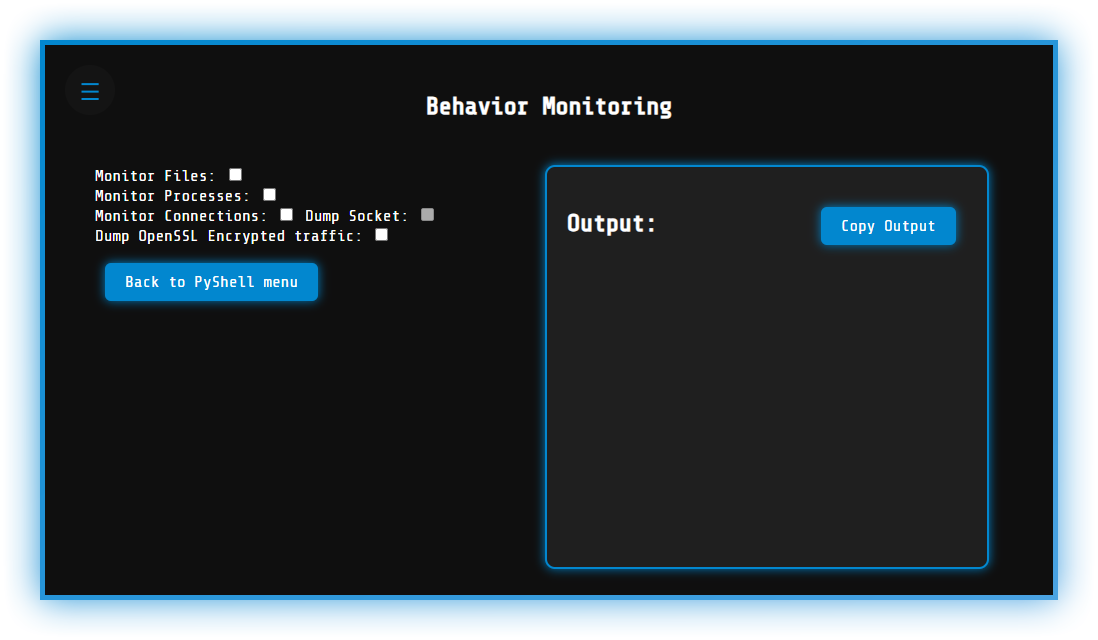 Behavior Monitoring
Monitor Files:
Monitor Processes:
Monitor Connections: Dump Socket:
Dump OpenSSL Encrypted traffic:
Back to PyShell menu
Output:
Copy Output